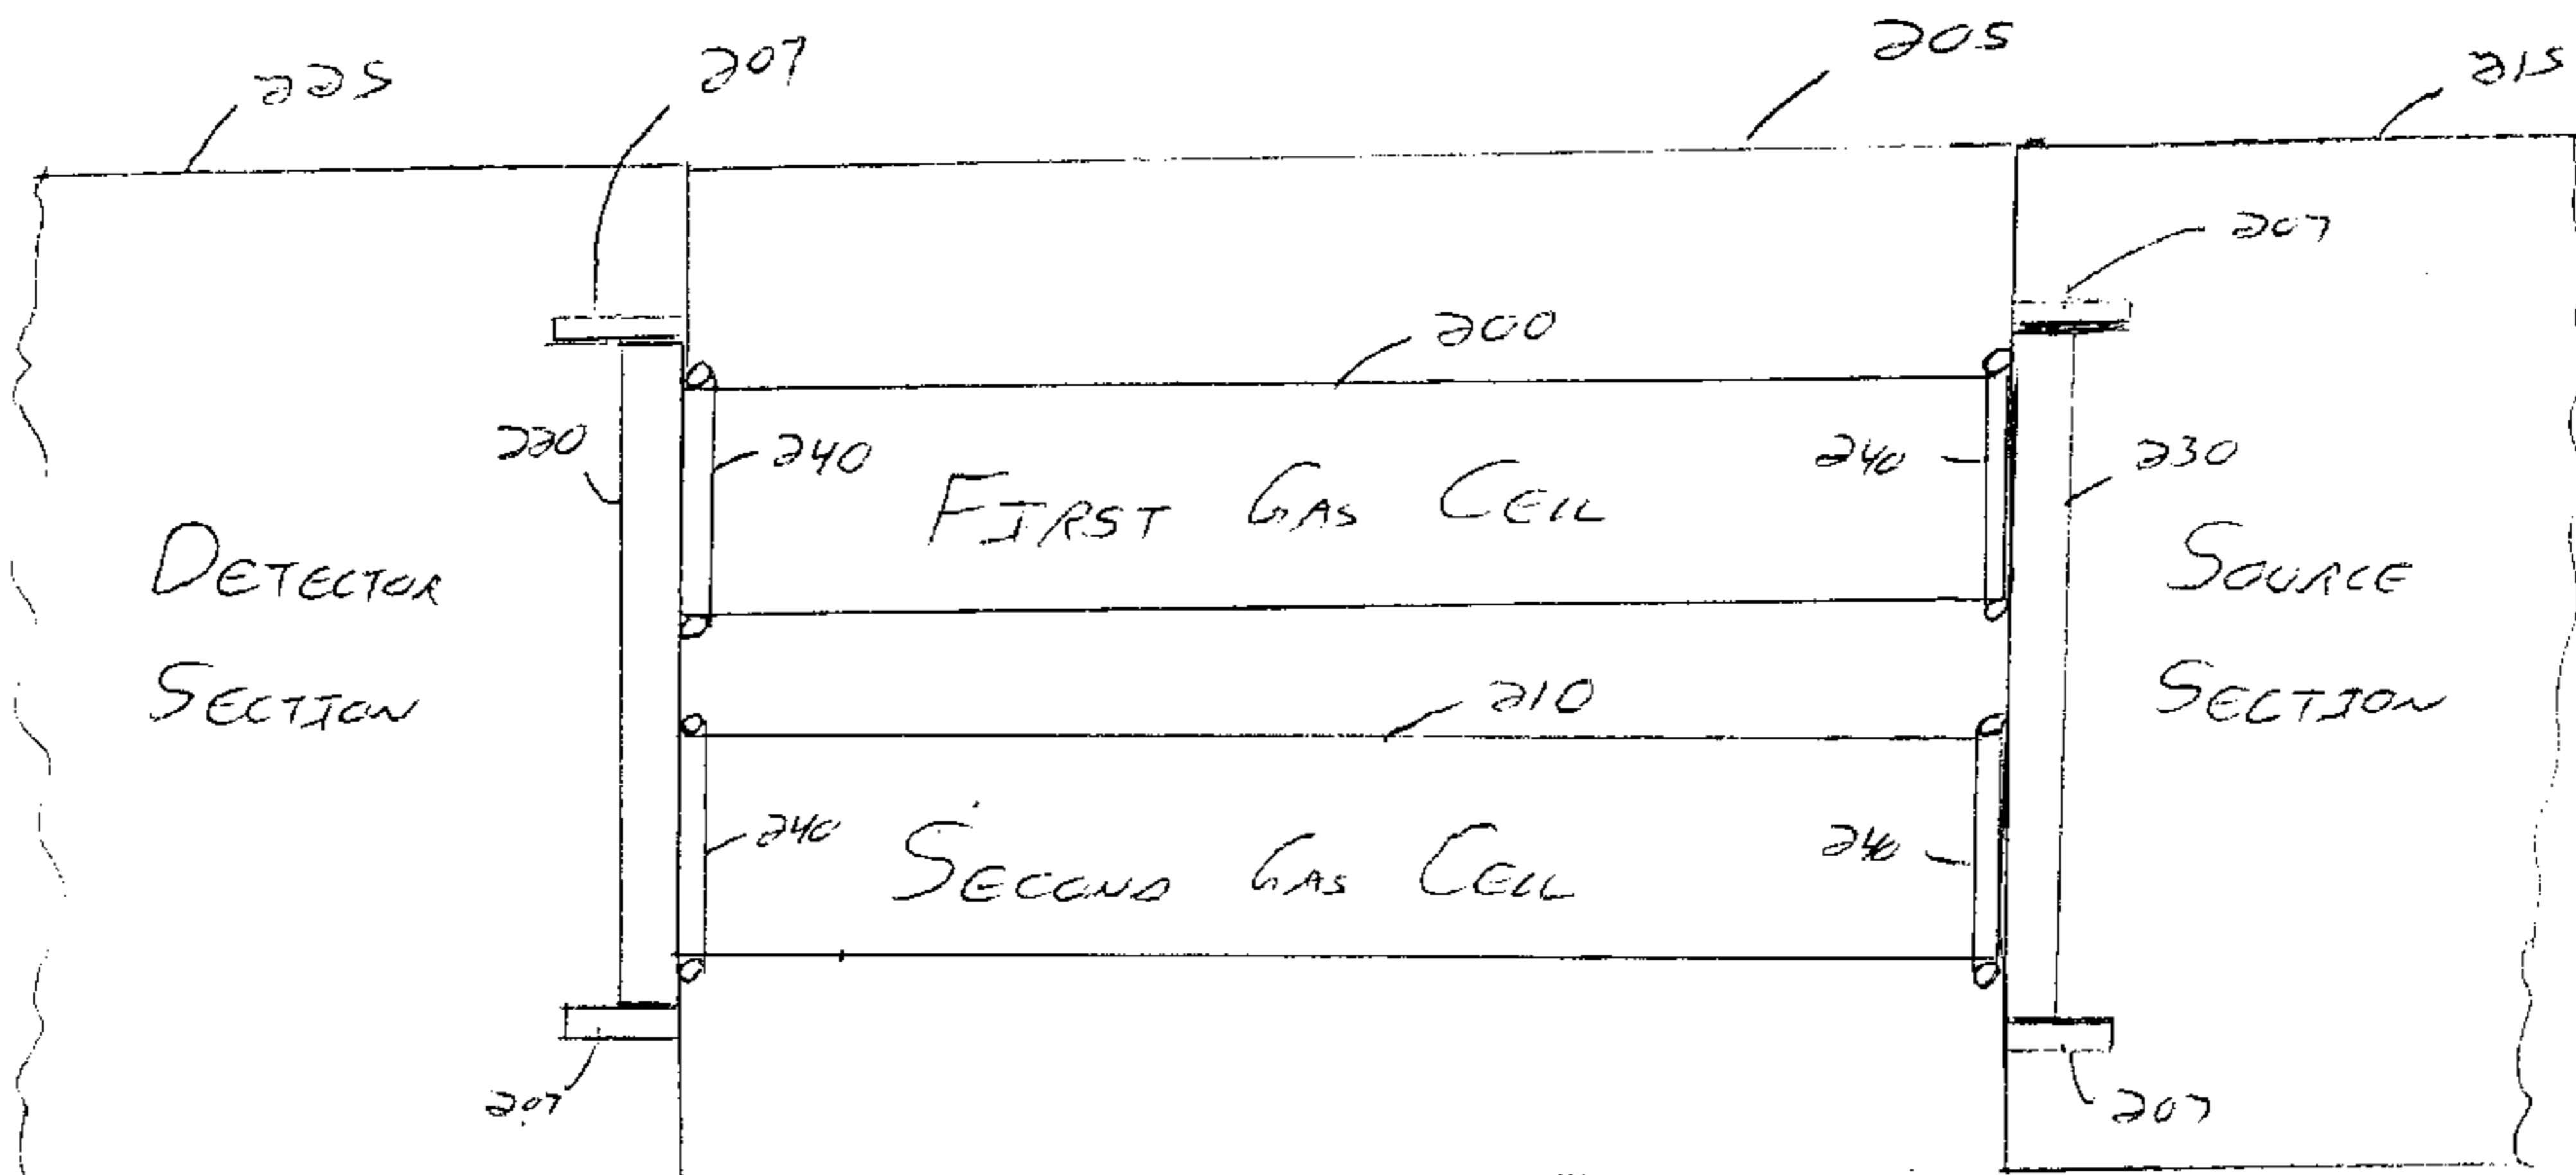 225
207
205
215
207
200
220
240
240
230
FIRST GAS CELL
DETECTOR
SECTION
SOURCE
SECTION
210
240
240
SECOND GAS CELL
207
207